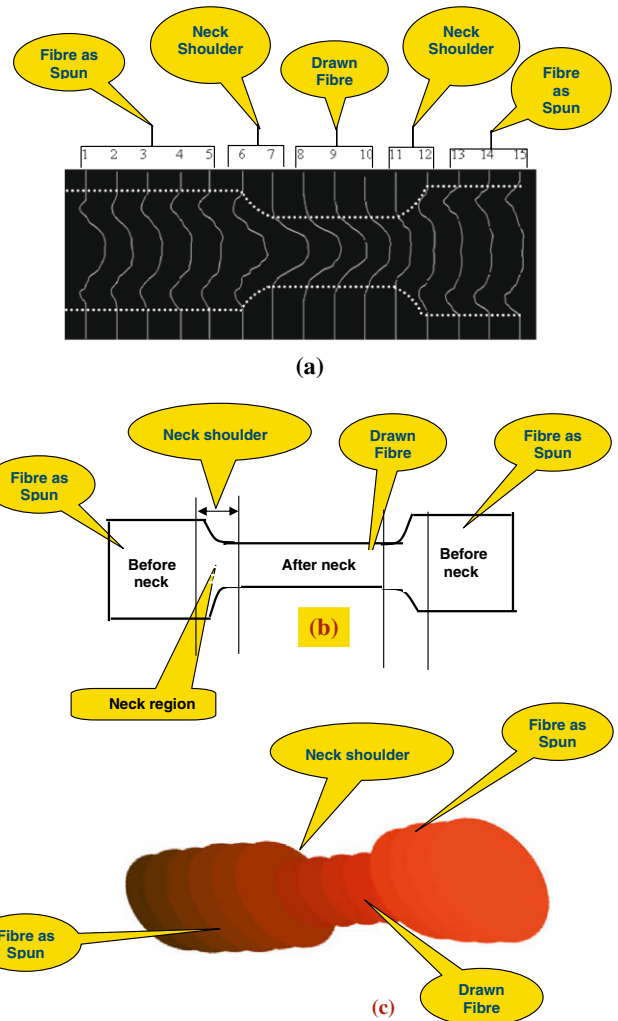 (a)
Fibre as
Spun
Neck
Shoulder
Drawn
Fibre
Neck
Shoulder
Fibre
as
Spun
1 2 3 4 5 6 7 8 9 10 11 12 13 14 15
(a)
Neck shoulder
Drawn
Fibre
Fibre as
Spun
Fibre as
Spun
Before
neck
After neck
Before
neck
(b)
Neck region
Fibre as
Spun
Neck shoulder
Fibre as
Spun
Drawn
Fibre
(c)